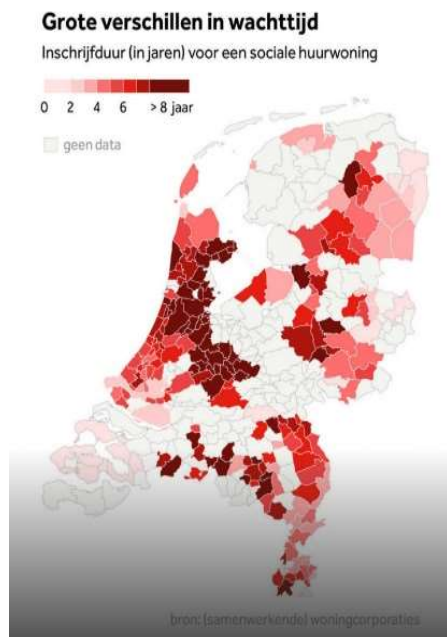 Grote verschillen in wachttijd
Inschrijfduur (in jaren) voor een sociale huurwoning
0 2 4 6 > 8 jaar
geen data
bron: (samenwerkende) woningcorporaties